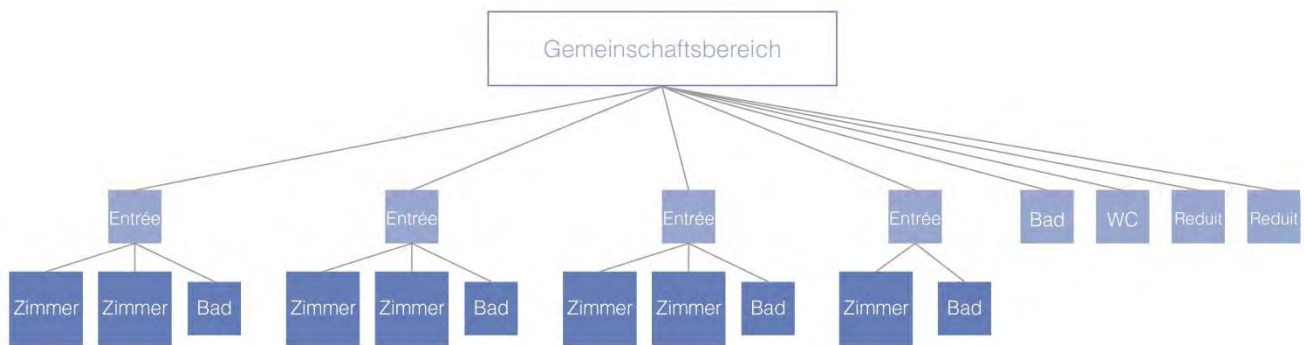 Gemeinschaftsbereich
Entrée Entrée Entrée Entrée Bad WC Reduit Reduit
Zimmer Zimmer Bad Zimmer Zimmer Bad Zimmer Zimmer Bad Zimmer Bad